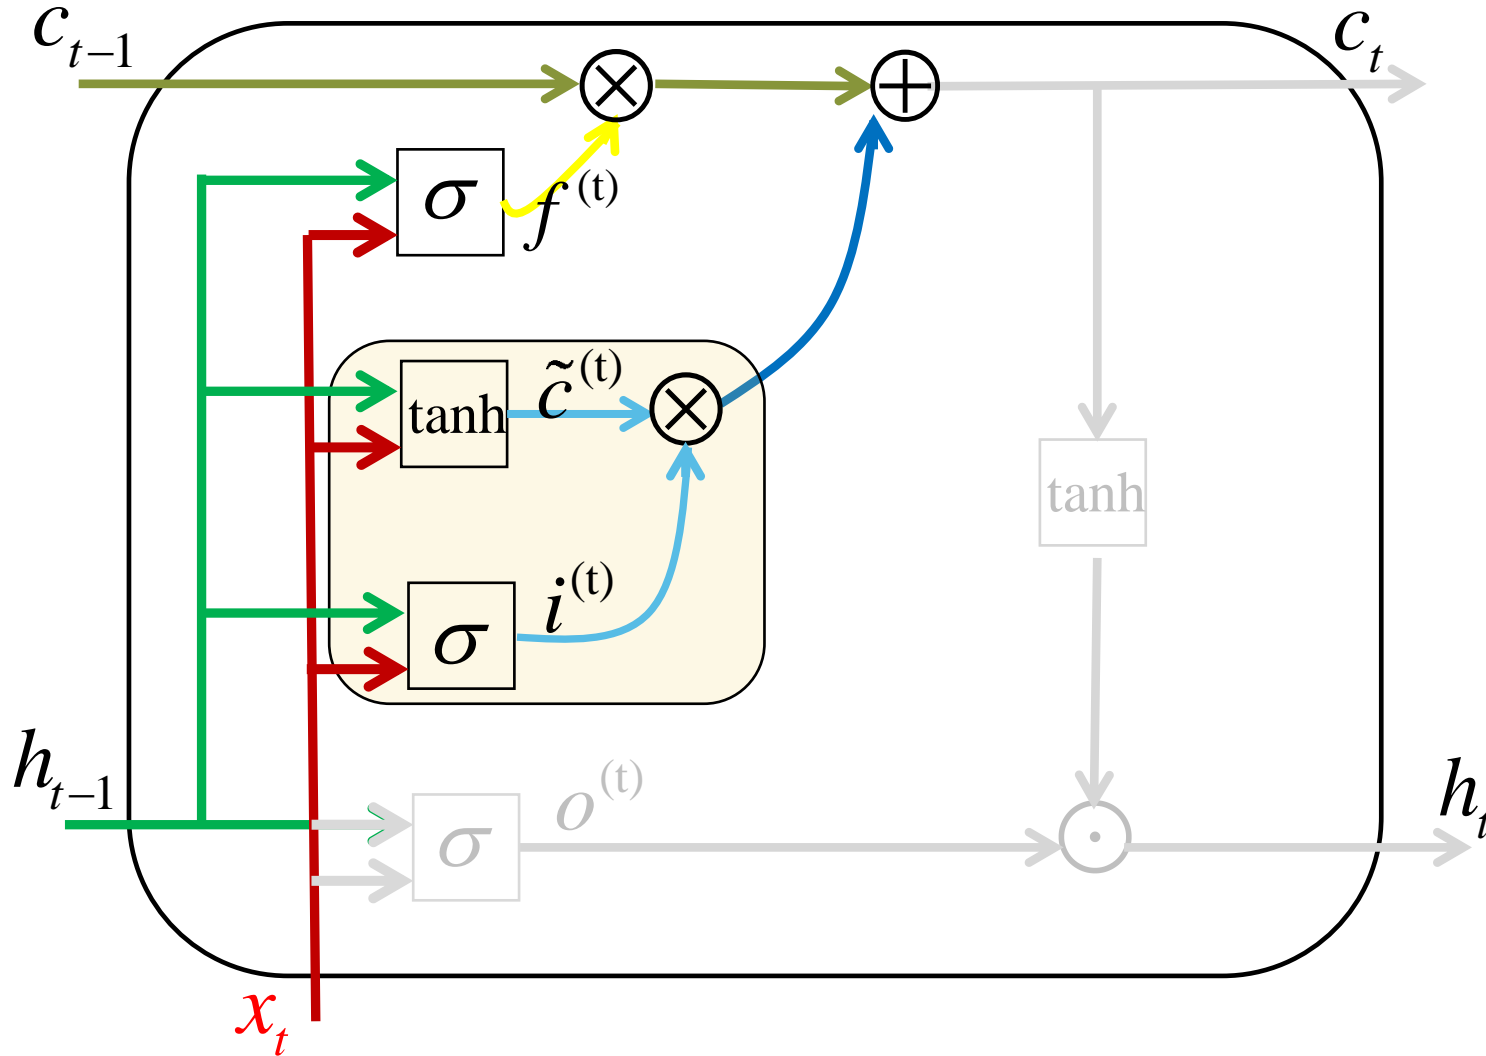 c_{t-1}
c_t
σ
f^{(t)}
tanh
c̃^{(t)}
tanh
σ
i^{(t)}
h_{t-1}
σ
o^{(t)}
h_t
x_t